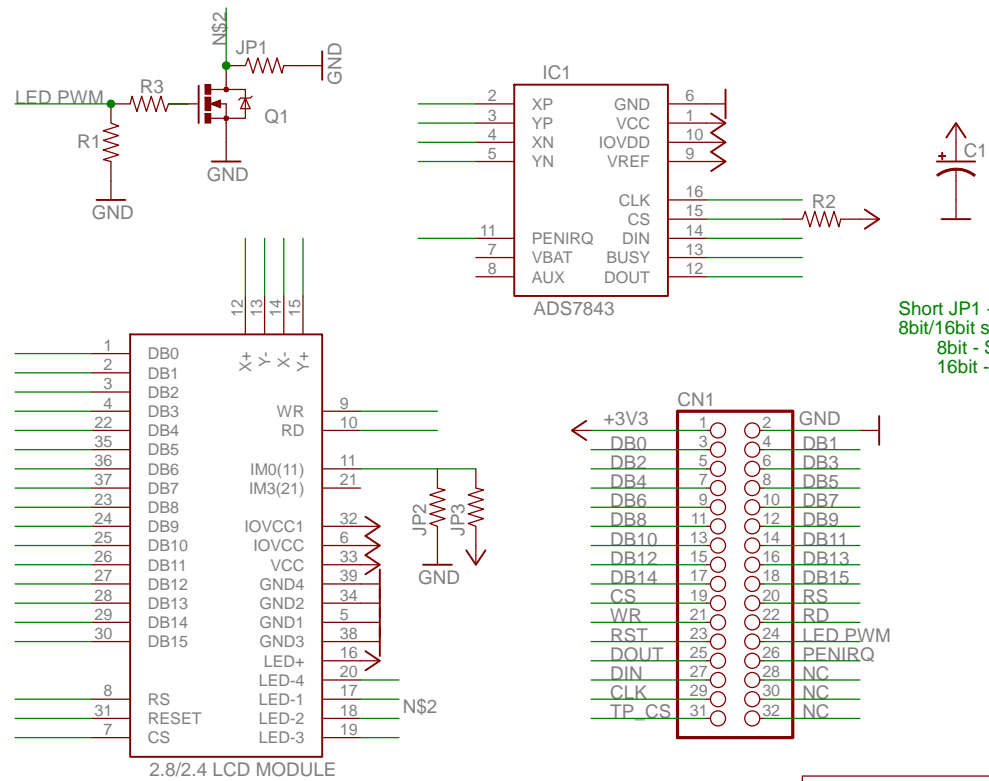 N$2
JP1
GND
LED PWM
R3
Q1
R1
GND
GND
IC1
2 XP GND 6
3 YP VCC 1
4 XN IOVDD 10
5 YN VREF 9
CLK 16
CS 15
R2
11 PENIRQ DIN 14
7 VBAT BUSY 13
8 AUX DOUT 12
ADS7843
+
C1
Short JP1 -
8bit/16bit s
8bit - S
16bit -
12 13 14 15
X+ Y- X- Y+
1 DB0
2 DB1
3 DB2
4 DB3 WR 9
22 DB4 RD 10
35 DB5
36 DB6 IM0(11) 11
37 DB7 IM3(21) 21
23 DB8
24 DB9 IOVCC1 32
25 DB10 IOVCC 6
26 DB11 VCC 33
27 DB12 GND4 39
28 DB13 GND2 34
29 DB14 GND1 5
30 DB15 GND3 38
LED+ 16
LED-4 20
8 RS LED-1 17
31 RESET LED-2 18
7 CS LED-3 19
N$2
JP2
JP3
GND
2.8/2.4 LCD MODULE
CN1
+3V3 1 2 GND
DB0 3 4 DB1
DB2 5 6 DB3
DB4 7 8 DB5
DB6 9 10 DB7
DB8 11 12 DB9
DB10 13 14 DB11
DB12 15 16 DB13
DB14 17 18 DB15
CS 19 20 RS
WR 21 22 RD
RST 23 24 LED PWM
DOUT 25 26 PENIRQ
DIN 27 28 NC
CLK 29 30 NC
TP_CS 31 32 NC